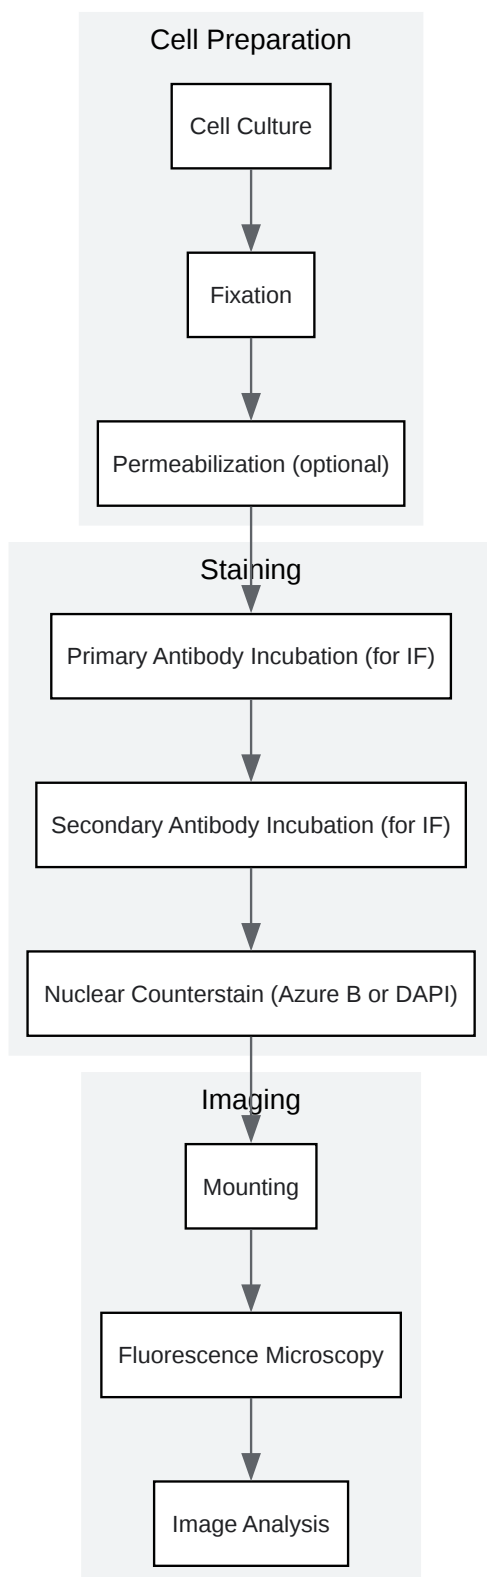 Cell Preparation
Cell Culture
Fixation
Permeabilization (optional)
Staining
Primary Antibody Incubation (for IF)
Secondary Antibody Incubation (for IF)
Nuclear Counterstain (Azure B or DAPI)
Imaging
Mounting
Fluorescence Microscopy
Image Analysis